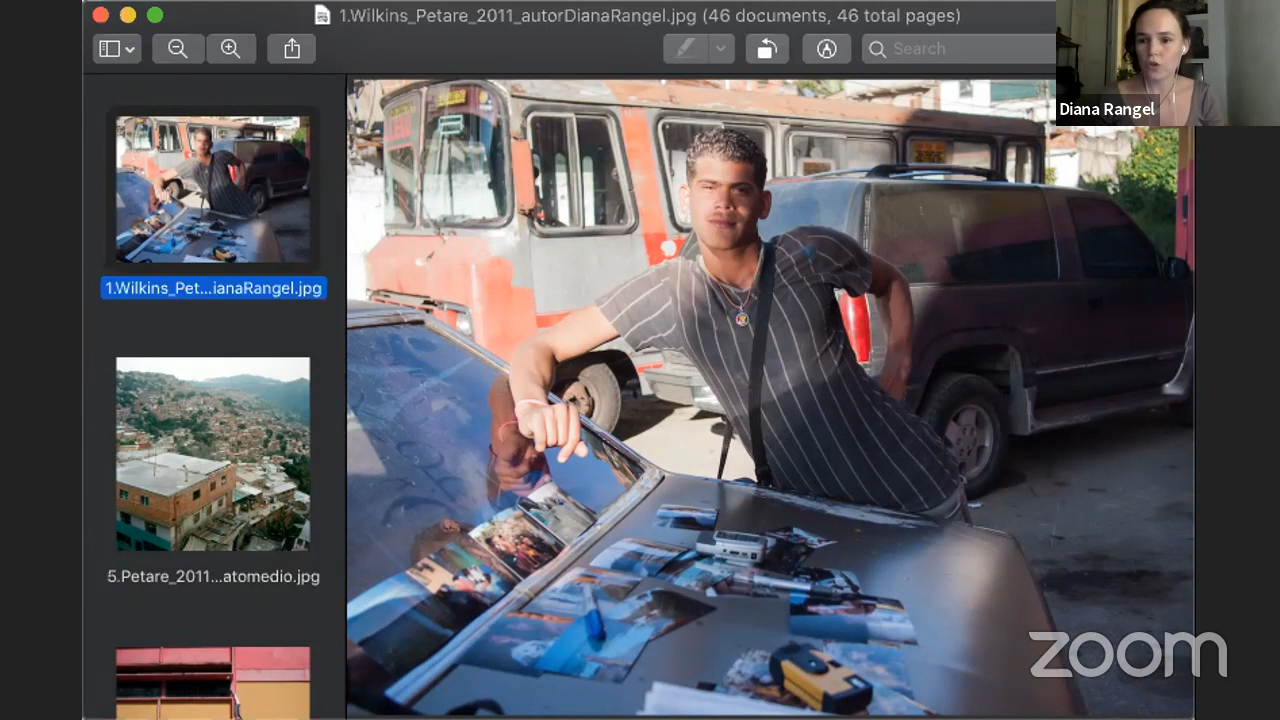 1.Wilkins_Petare_2011_autorDianaRangel.jpg (46 documents, 46 total pages)
Search
Diana Rangel
1.Wilkins_Pet...ianaRangel.jpg
5.Petare_2011...atomedio.jpg
zoom